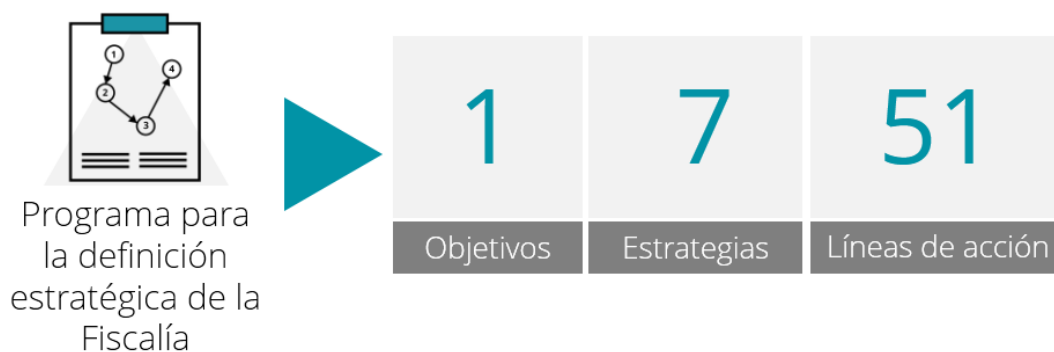 1
2
3
4
Programa para
la definición
estratégica de la
Fiscalía
1
Objetivos
7
Estrategias
51
Líneas de acción